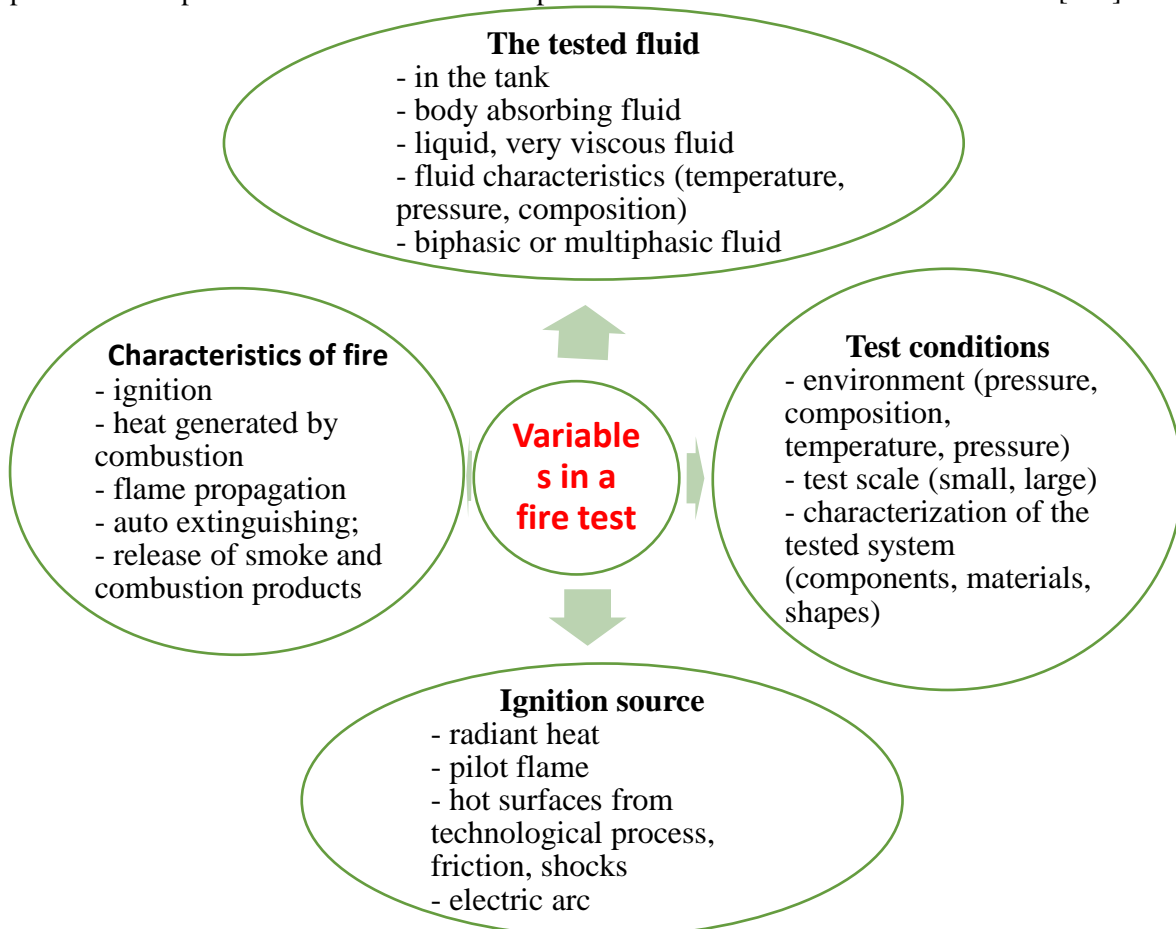 The tested fluid
- in the tank
- body absorbing fluid
- liquid, very viscous fluid
- fluid characteristics (temperature,
pressure, composition)
- biphasic or multiphasic fluid
Characteristics of fire
- ignition
- heat generated by
combustion
- flame propagation
- auto extinguishing;
- release of smoke and
combustion products
Variable
s in a
fire test
Test conditions
- environment (pressure,
composition,
temperature, pressure)
- test scale (small, large)
- characterization of the
tested system
(components, materials,
shapes)
Ignition source
- radiant heat
- pilot flame
- hot surfaces from
technological process,
friction, shocks
- electric arc